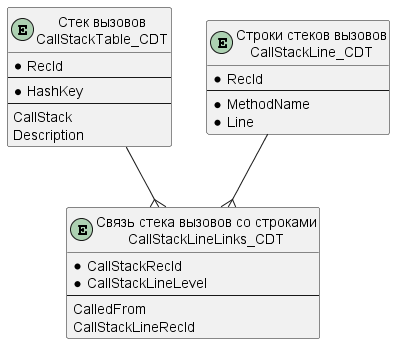 E
Стек вызовов
CallStackTable_CDT
RecId
HashKey
CallStack
Description
E
Строки стеков вызовов
CallStackLine_CDT
RecId
MethodName
Line
E
Связь стека вызовов со строками
CallStackLineLinks_CDT
CallStackRecId
CallStackLineLevel
CalledFrom
CallStackLineRecId